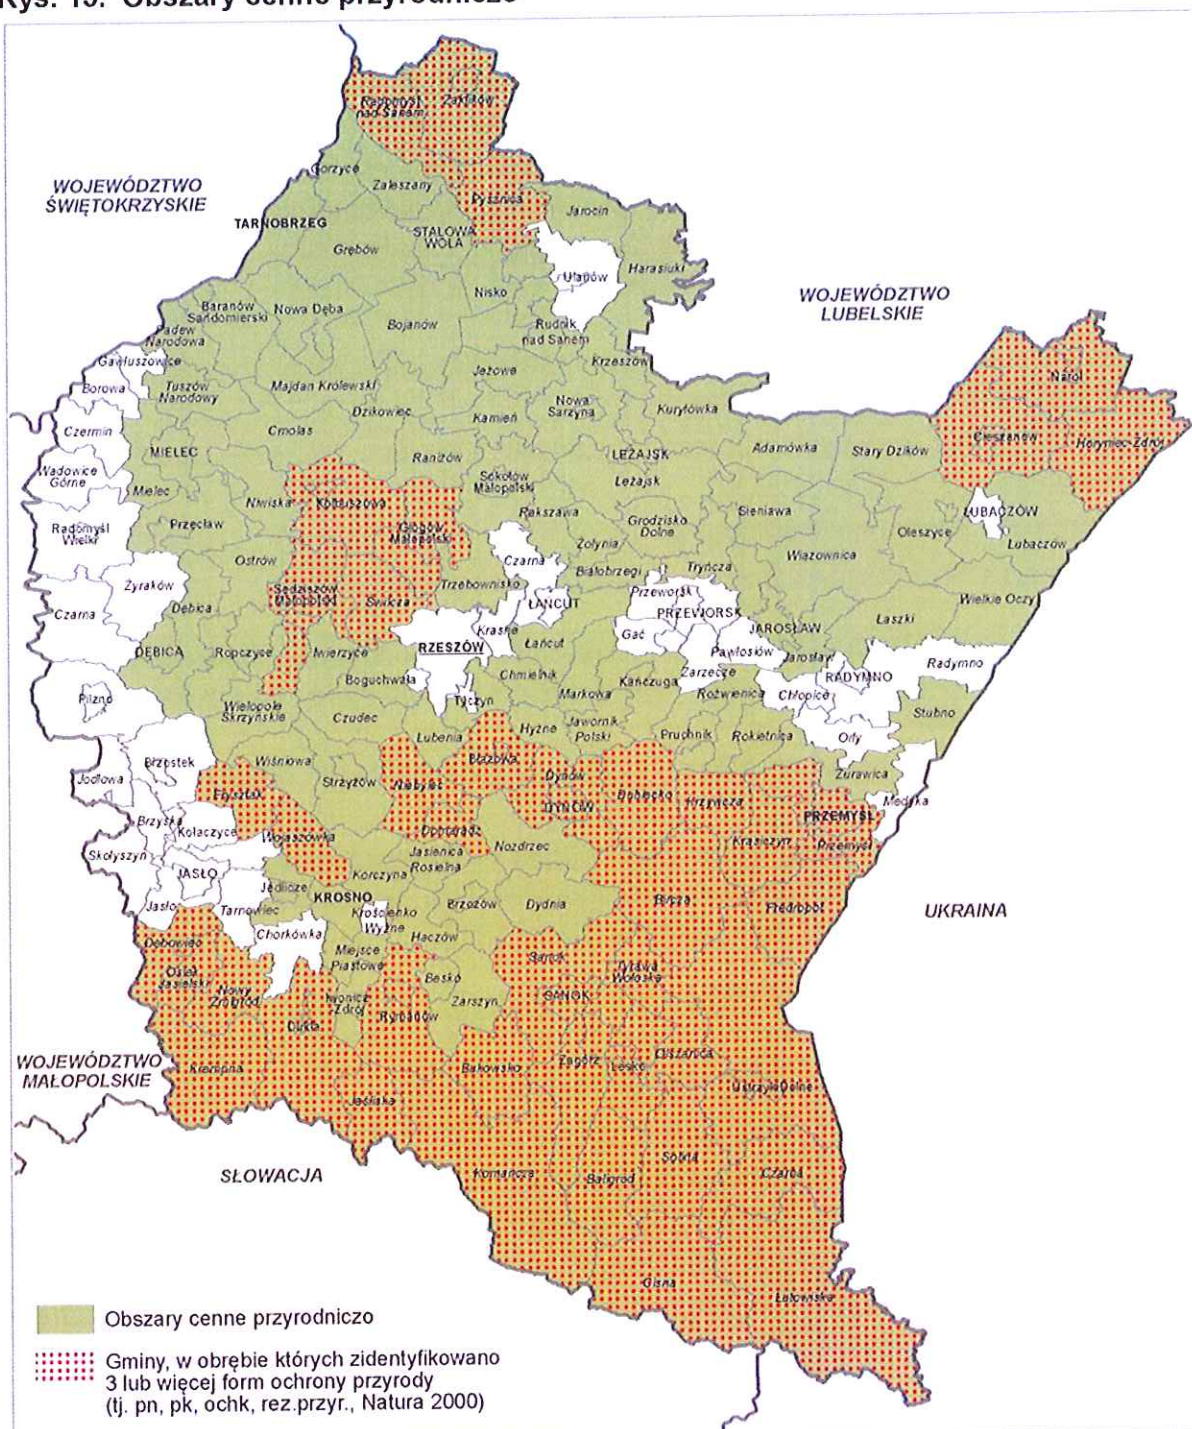 Rys. 19. Obszary cenne przyrodniczo
Radomyśl
nad Sanem
Zaklików
Gorzyce
Zaleszany
WOJEWÓDZTWO
ŚWIĘTOKRZYSKIE
Pysznica
Jarocin
TARNOBRZEG
STALOWA
WOLA
Grębów
Ulanów
Harasiuki
WOJEWÓDZTWO
LUBELSKIE
Nisko
Baranów
Sandomierski
Nowa Dęba
Bojanów
Rudnik
nad Sanem
Padew
Narodowa
Gawłuszowice
Krzeszów
Jeżowe
Narol
Borowa
Tuszów
Narodowy
Majdan Królewski
Dzikowiec
Kamień
Nowa
Sarzyna
Kuryłówka
Czermin
Cmolas
Cieszanów
Horyniec-Zdrój
MIELEC
Raniżów
LEŻAJSK
Adamówka
Stary Dzików
Wadowice
Górne
Mielec
Niwiska
Kolbuszowa
Sokołów
Małopolski
Leżajsk
Radomyśl
Wielki
Przecław
Głogów
Małopolski
Rakszawa
Grodzisko
Dolne
Sieniawa
LUBACZÓW
Oleszyce
Lubaczów
Żołynia
Wiązownica
Ostrów
Czarna
Białobrzegi
Tryńcza
Żyraków
Sędziszów
Małopolski
Świlcza
Trzebownisko
Przeworsk
Wielkie Oczy
Czarna
Dębica
ŁAŃCUT
PRZEWORSK
Łaszki
DĘBICA
Ropczyce
Iwierzyce
RZESZÓW
Krasne
Łańcut
Gać
JAROSŁAW
Pawłosiów
Jarosław
Radymno
Boguchwała
Chmielnik
Kańczuga
Zarzecze
RADYMNO
Pilzno
Tyczyn
Markowa
Roźwienica
Chłopice
Wielopole
Skrzyńskie
Czudec
Stubno
Lubenia
Hyżne
Jawornik
Polski
Pruchnik
Rokietnica
Orły
Brzostek
Wiśniowa
Błażowa
Jodłowa
Strzyżów
Niebylec
Dynów
Żurawica
Frysztak
DYNÓW
Dubiecko
Krzywcza
Medyka
Brzyska
Kołaczyce
Wojaszówka
Domaradz
PRZEMYŚL
Skołyszyn
Jasienica
Rosielna
Nozdrzec
Krasiczyn
Przemyśl
JASŁO
Korczyna
Jedlicze
KROSNO
Brzozów
Dydnia
Bircza
Fredropol
UKRAINA
Jasło
Tarnowiec
Krościenko
Wyżne
Chorkówka
Haczów
Dębowiec
Miejsce
Piastowe
Sanok
Tyrawa
Wołoska
Osiek
Jasielski
Besko
Nowy
Żmigród
Iwonicz
-Zdrój
Zarszyn
SANOK
Dukla
Rymanów
WOJEWÓDZTWO
MAŁOPOLSKIE
Krempna
Bukowsko
Zagórz
Lesko
Olszanica
Ustrzyki Dolne
Jaśliska
SŁOWACJA
Komańcza
Baligród
Solina
Czarna
Cisna
Lutowiska
Obszary cenne przyrodniczo
Gminy, w obrębie których zidentyfikowano
3 lub więcej form ochrony przyrody
(tj. pn, pk, ochk, rez.przyr., Natura 2000)